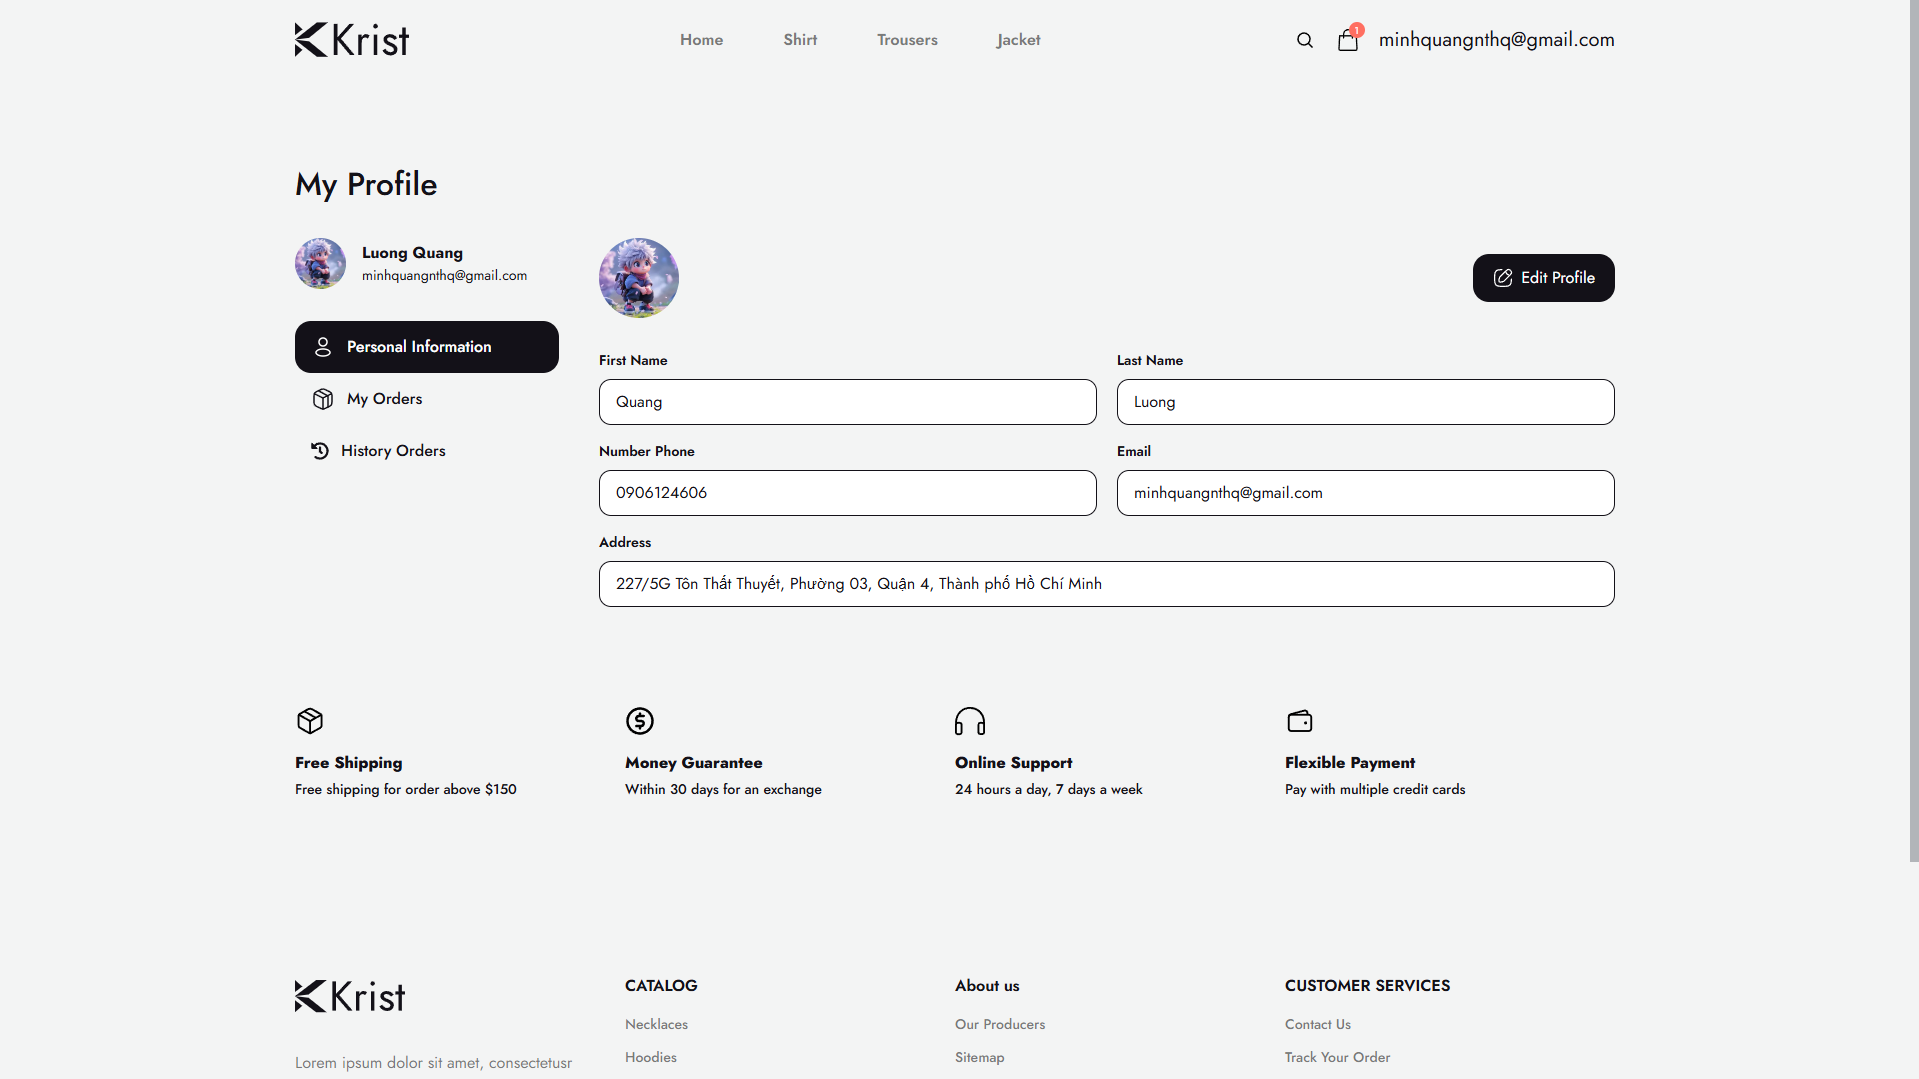 Krist
Home Shirt Trousers Jacket
1
minhquangnthq@gmail.com
My Profile
Luong Quang
minhquangnthq@gmail.com
Edit Profile
Personal Information
My Orders
History Orders
First Name
Last Name
Quang
Luong
Number Phone
Email
0906124606
minhquangnthq@gmail.com
Address
227/5G Tôn Thất Thuyết, Phường 03, Quận 4, Thành phố Hồ Chí Minh
Free Shipping
Free shipping for order above $150
Money Guarantee
Within 30 days for an exchange
Online Support
24 hours a day, 7 days a week
Flexible Payment
Pay with multiple credit cards
Krist
Lorem ipsum dolor sit amet, consectetusr
CATALOG
Necklaces
Hoodies
About us
Our Producers
Sitemap
CUSTOMER SERVICES
Contact Us
Track Your Order